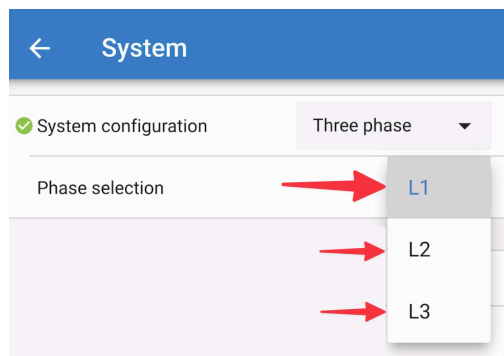 System
System configuration
Three phase
Phase selection
L1
L2
L3